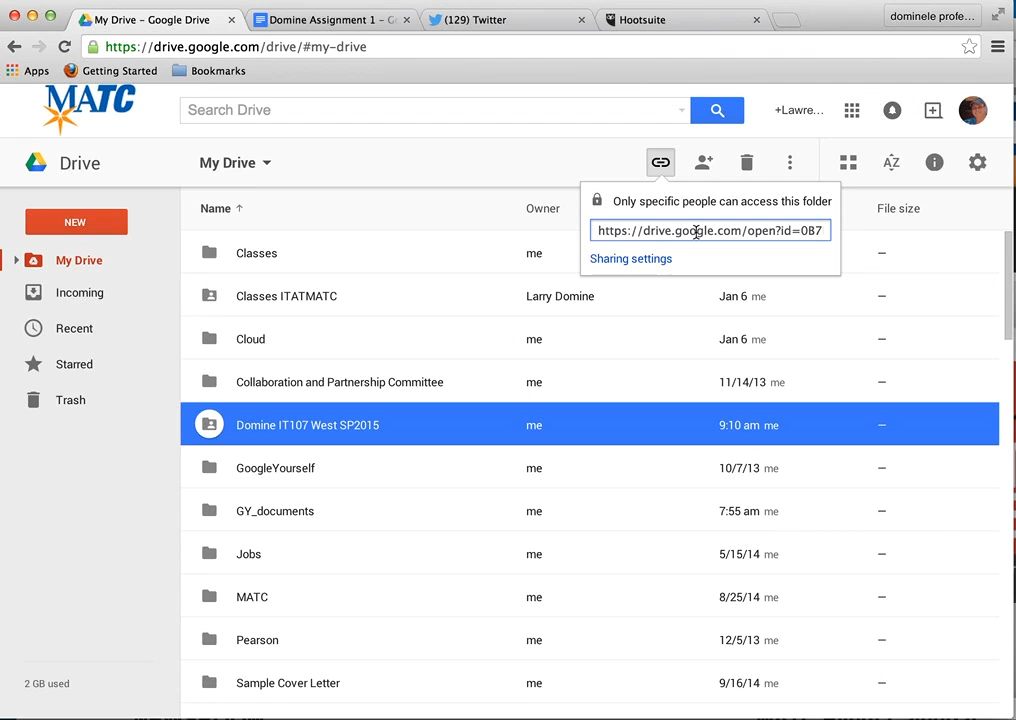 My Drive – Google Drive
Domine Assignment 1 – G
(129) Twitter
Hootsuite
dominele profe...
https://drive.google.com/drive/#my-drive
Apps
Getting Started
Bookmarks
MATC
Search Drive
+Lawre...
Drive
My Drive
Only specific people can access this folder
https://drive.google.com/open?id=0B7
Sharing settings
NEW
My Drive
Incoming
Recent
Starred
Trash
2 GB used
Name
Owner
File size
Classes me –
Classes ITATMATC Larry Domine Jan 6 me –
Cloud me Jan 6 me –
Collaboration and Partnership Committee me 11/14/13 me –
Domine IT107 West SP2015 me 9:10 am me –
GoogleYourself me 10/7/13 me –
GY_documents me 7:55 am me –
Jobs me 5/15/14 me –
MATC me 8/25/14 me –
Pearson me 12/5/13 me –
Sample Cover Letter me 9/16/14 me –